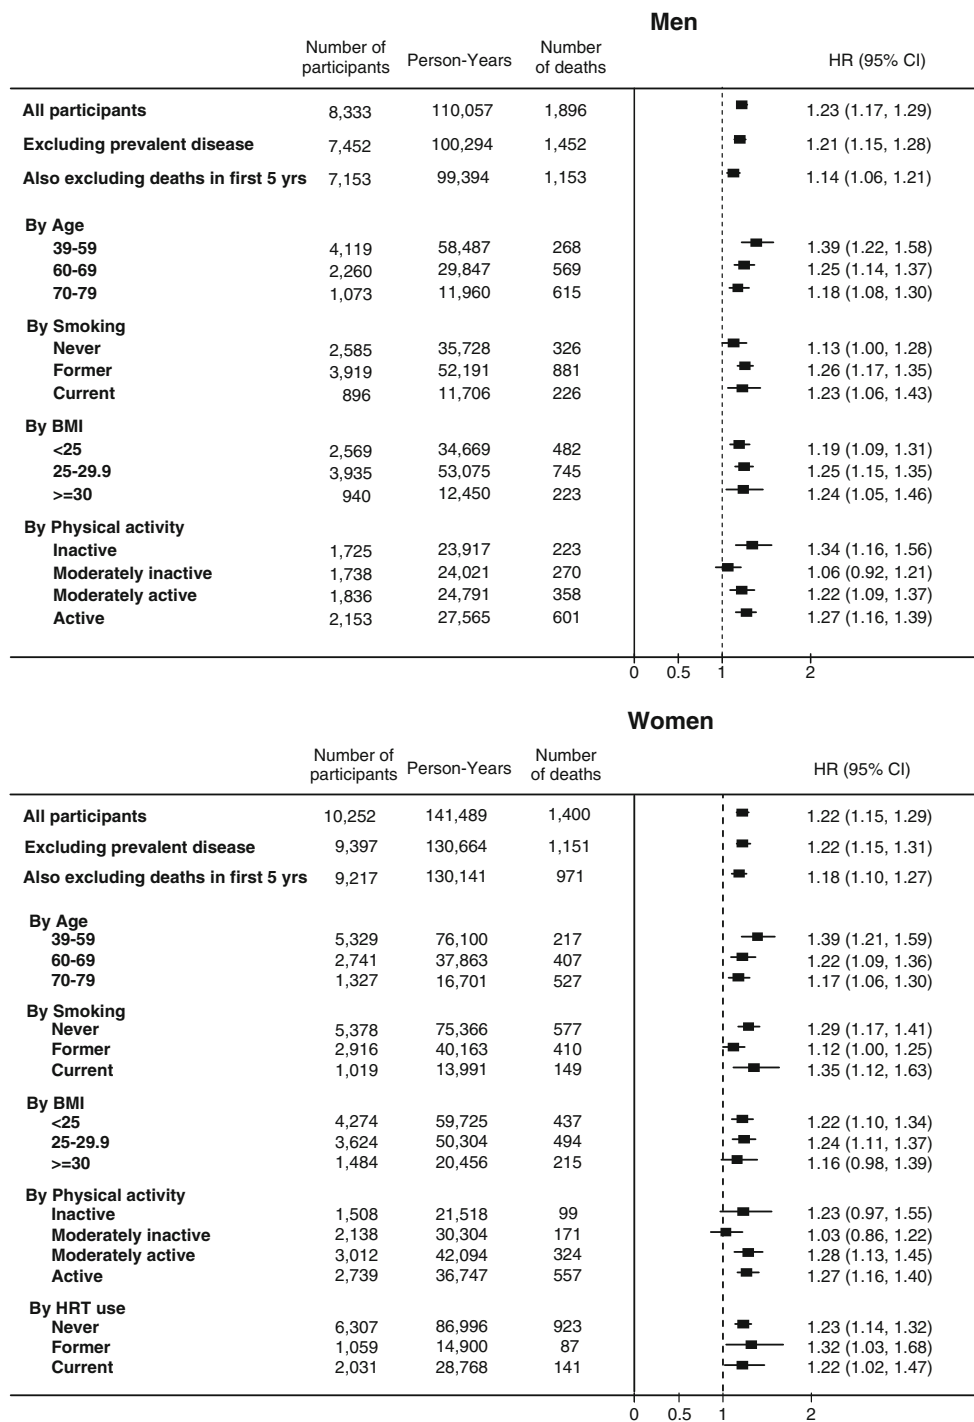 Men
Number of participants Person-Years Number of deaths HR (95% CI)
All participants 8,333 110,057 1,896 1.23 (1.17, 1.29)
Excluding prevalent disease 7,452 100,294 1,452 1.21 (1.15, 1.28)
Also excluding deaths in first 5 yrs 7,153 99,394 1,153 1.14 (1.06, 1.21)
By Age
39-59 4,119 58,487 268 1.39 (1.22, 1.58)
60-69 2,260 29,847 569 1.25 (1.14, 1.37)
70-79 1,073 11,960 615 1.18 (1.08, 1.30)
By Smoking
Never 2,585 35,728 326 1.13 (1.00, 1.28)
Former 3,919 52,191 881 1.26 (1.17, 1.35)
Current 896 11,706 226 1.23 (1.06, 1.43)
By BMI
<25 2,569 34,669 482 1.19 (1.09, 1.31)
25-29.9 3,935 53,075 745 1.25 (1.15, 1.35)
>=30 940 12,450 223 1.24 (1.05, 1.46)
By Physical activity
Inactive 1,725 23,917 223 1.34 (1.16, 1.56)
Moderately inactive 1,738 24,021 270 1.06 (0.92, 1.21)
Moderately active 1,836 24,791 358 1.22 (1.09, 1.37)
Active 2,153 27,565 601 1.27 (1.16, 1.39)
0 0.5 1 2
Women
Number of participants Person-Years Number of deaths HR (95% CI)
All participants 10,252 141,489 1,400 1.22 (1.15, 1.29)
Excluding prevalent disease 9,397 130,664 1,151 1.22 (1.15, 1.31)
Also excluding deaths in first 5 yrs 9,217 130,141 971 1.18 (1.10, 1.27)
By Age
39-59 5,329 76,100 217 1.39 (1.21, 1.59)
60-69 2,741 37,863 407 1.22 (1.09, 1.36)
70-79 1,327 16,701 527 1.17 (1.06, 1.30)
By Smoking
Never 5,378 75,366 577 1.29 (1.17, 1.41)
Former 2,916 40,163 410 1.12 (1.00, 1.25)
Current 1,019 13,991 149 1.35 (1.12, 1.63)
By BMI
<25 4,274 59,725 437 1.22 (1.10, 1.34)
25-29.9 3,624 50,304 494 1.24 (1.11, 1.37)
>=30 1,484 20,456 215 1.16 (0.98, 1.39)
By Physical activity
Inactive 1,508 21,518 99 1.23 (0.97, 1.55)
Moderately inactive 2,138 30,304 171 1.03 (0.86, 1.22)
Moderately active 3,012 42,094 324 1.28 (1.13, 1.45)
Active 2,739 36,747 557 1.27 (1.16, 1.40)
By HRT use
Never 6,307 86,996 923 1.23 (1.14, 1.32)
Former 1,059 14,900 87 1.32 (1.03, 1.68)
Current 2,031 28,768 141 1.22 (1.02, 1.47)
0 0.5 1 2